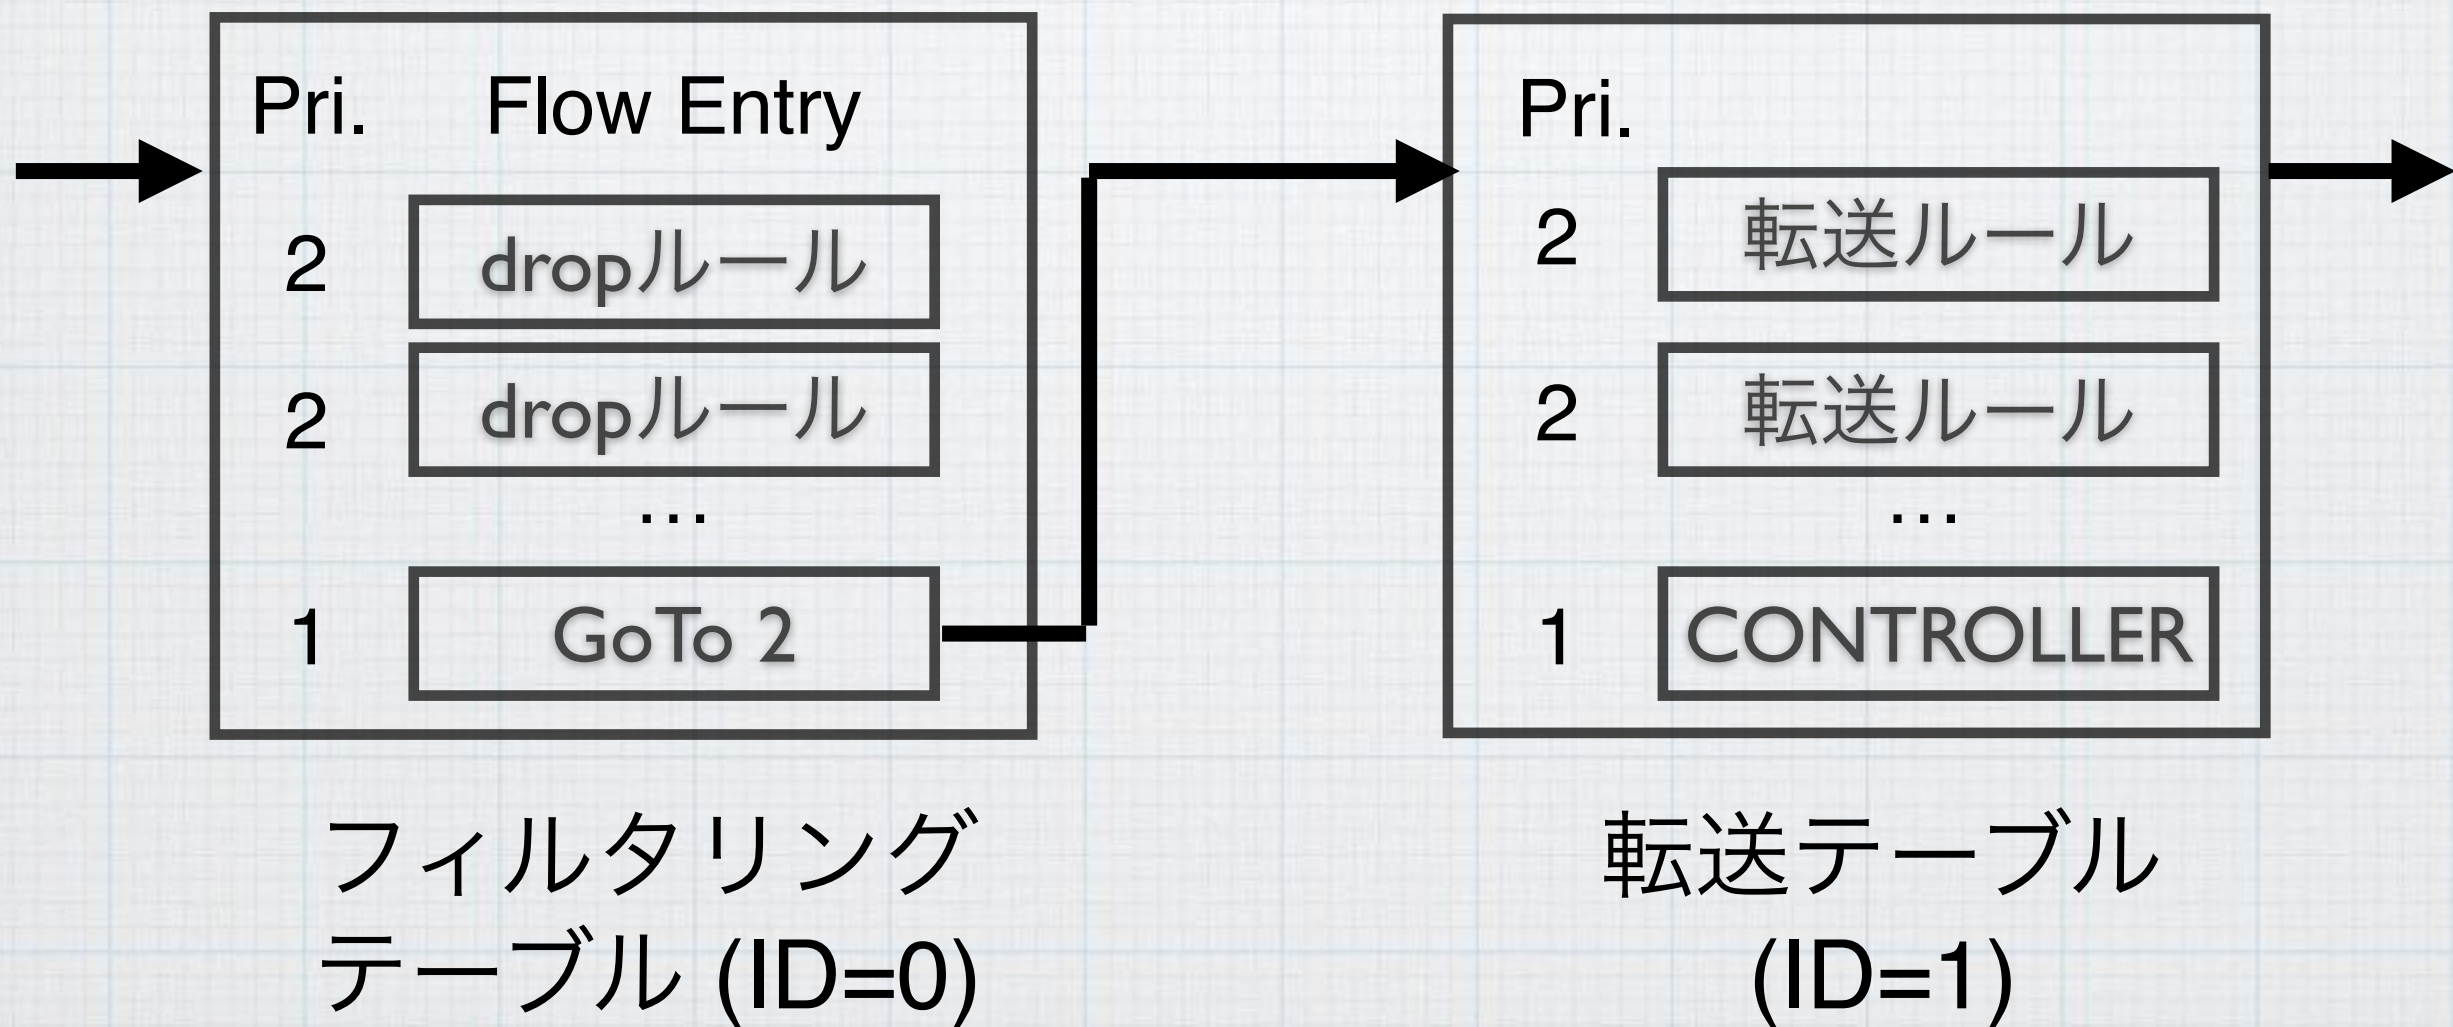 Pri. Flow Entry
2 dropルール
2 dropルール
…
1 GoTo 2
フィルタリング
テーブル (ID=0)
Pri.
2 転送ルール
2 転送ルール
…
1 CONTROLLER
転送テーブル
(ID=1)